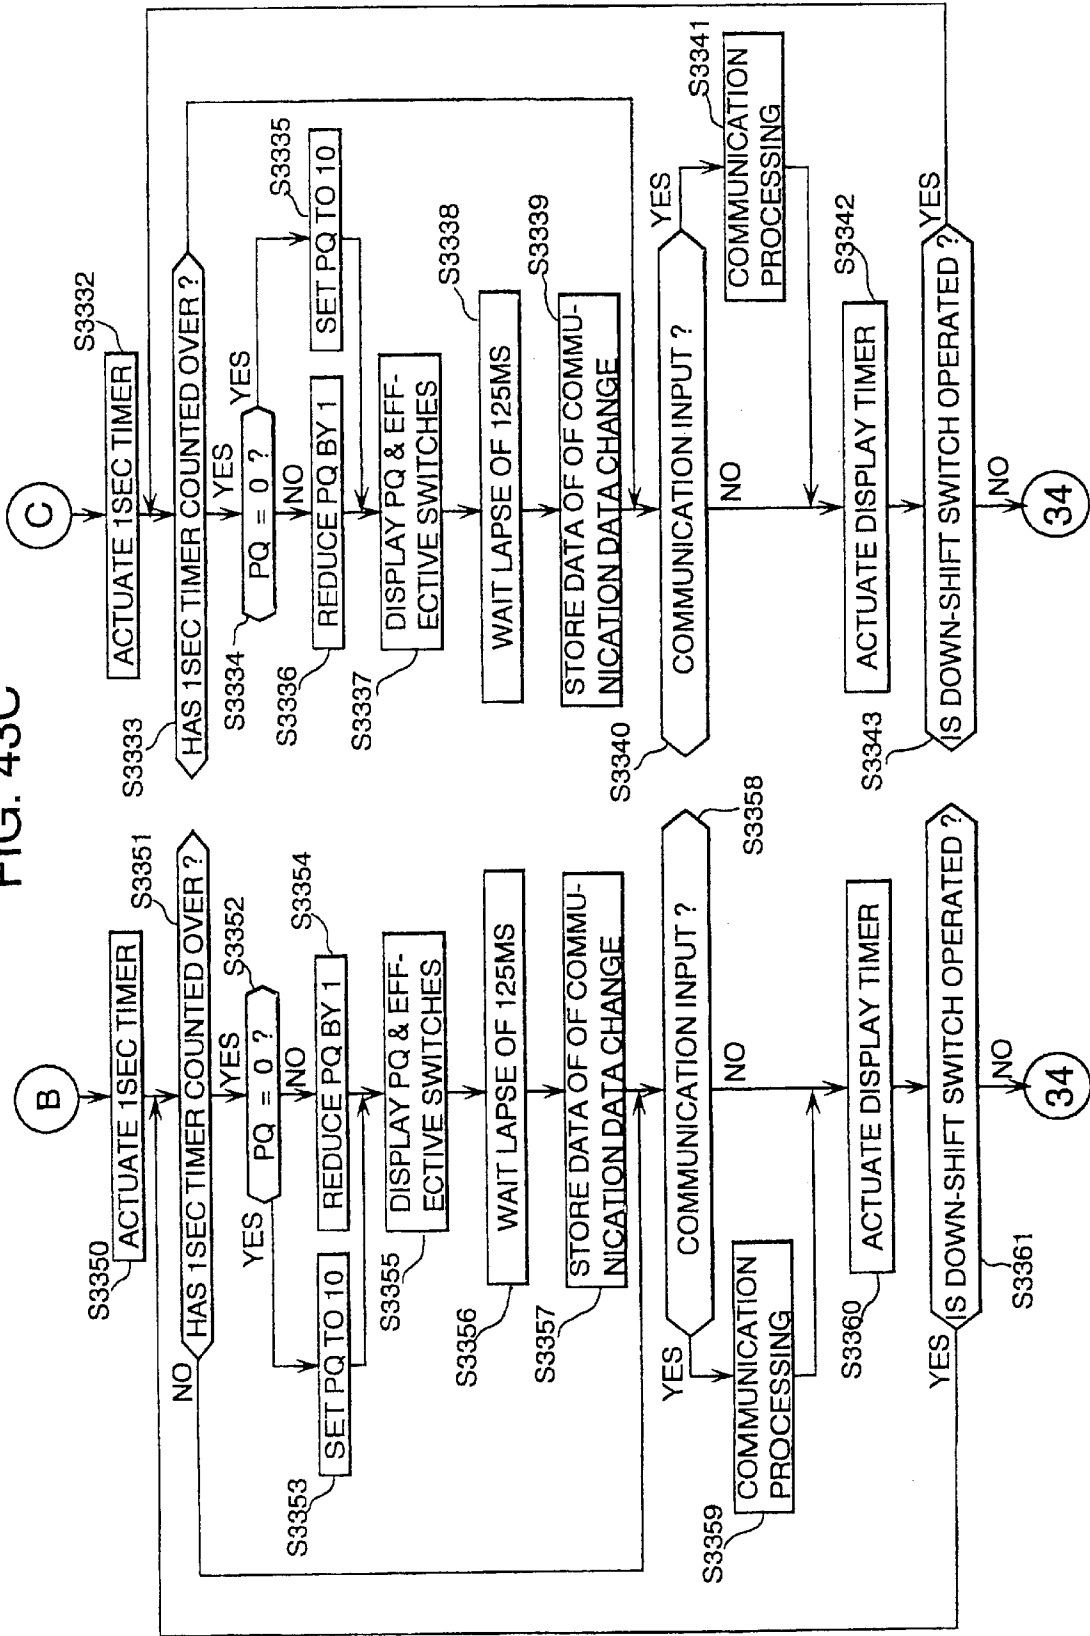 FIG. 43C
B
S3350
ACTUATE 1SEC TIMER
S3351
HAS 1SEC TIMER COUNTED OVER ?
NO
YES
S3352
PQ = 0 ?
YES
NO
S3353
SET PQ TO 10
S3354
REDUCE PQ BY 1
S3355
DISPLAY PQ & EFF-
ECTIVE SWITCHES
S3356
WAIT LAPSE OF 125MS
S3357
STORE DATA OF OF COMMU-
NICATION DATA CHANGE
S3358
COMMUNICATION INPUT ?
YES
NO
S3359
COMMUNICATION
PROCESSING
S3360
ACTUATE DISPLAY TIMER
S3361
IS DOWN-SHIFT SWITCH OPERATED ?
YES
NO
34
C
S3332
ACTUATE 1SEC TIMER
S3333
HAS 1SEC TIMER COUNTED OVER ?
YES
S3334
PQ = 0 ?
YES
NO
S3335
SET PQ TO 10
S3336
REDUCE PQ BY 1
S3337
DISPLAY PQ & EFF-
ECTIVE SWITCHES
S3338
WAIT LAPSE OF 125MS
S3339
STORE DATA OF OF COMMU-
NICATION DATA CHANGE
S3340
COMMUNICATION INPUT ?
YES
NO
S3341
COMMUNICATION
PROCESSING
S3342
ACTUATE DISPLAY TIMER
S3343
IS DOWN-SHIFT SWITCH OPERATED ?
YES
NO
34